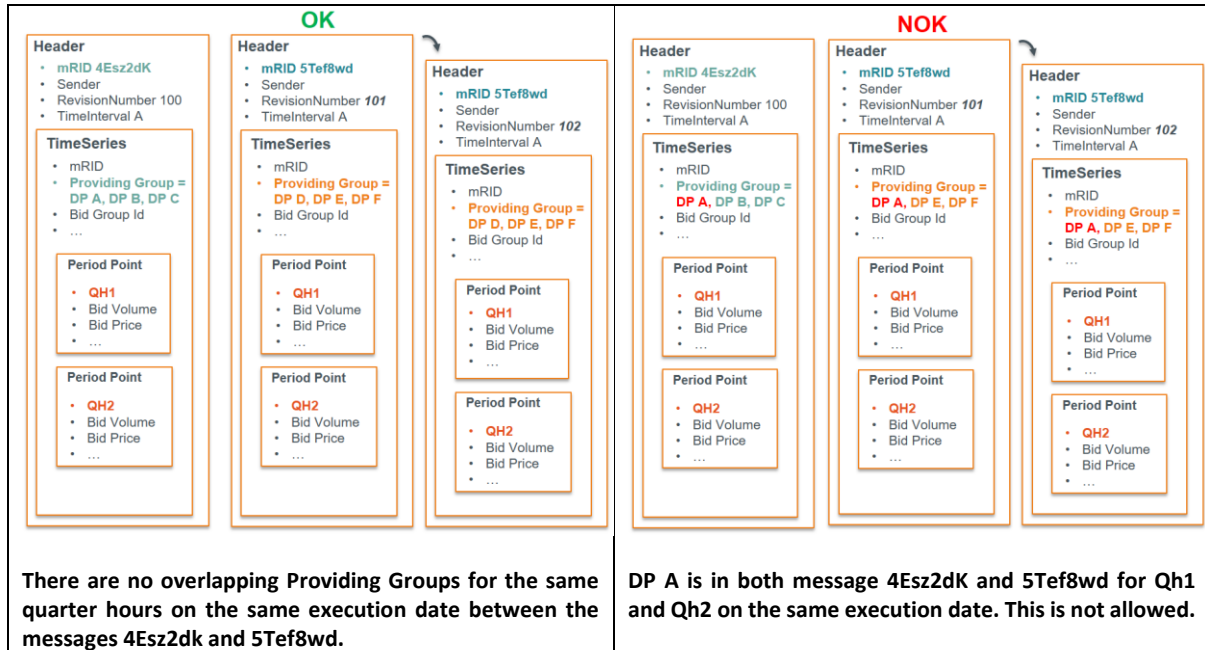 OK
Header
• mRID 4Esz2dK
• Sender
• RevisionNumber 100
• TimeInterval A
TimeSeries
• mRID
• Providing Group =
DP A, DP B, DP C
• Bid Group Id
• …
Period Point
• QH1
• Bid Volume
• Bid Price
• …
Period Point
• QH2
• Bid Volume
• Bid Price
• …
Header
• mRID 5Tef8wd
• Sender
• RevisionNumber 101
• TimeInterval A
TimeSeries
• mRID
• Providing Group =
DP D, DP E, DP F
• Bid Group Id
• …
Period Point
• QH1
• Bid Volume
• Bid Price
• …
Period Point
• QH2
• Bid Volume
• Bid Price
• …
Header
• mRID 5Tef8wd
• Sender
• RevisionNumber 102
• TimeInterval A
TimeSeries
• mRID
• Providing Group =
DP D, DP E, DP F
• Bid Group Id
• …
Period Point
• QH1
• Bid Volume
• Bid Price
• …
Period Point
• QH2
• Bid Volume
• Bid Price
• …
There are no overlapping Providing Groups for the same
quarter hours on the same execution date between the
messages 4Esz2dk and 5Tef8wd.
NOK
Header
• mRID 4Esz2dK
• Sender
• RevisionNumber 100
• TimeInterval A
TimeSeries
• mRID
• Providing Group =
DP A, DP B, DP C
• Bid Group Id
• …
Period Point
• QH1
• Bid Volume
• Bid Price
• …
Period Point
• QH2
• Bid Volume
• Bid Price
• …
Header
• mRID 5Tef8wd
• Sender
• RevisionNumber 101
• TimeInterval A
TimeSeries
• mRID
• Providing Group =
DP A, DP E, DP F
• Bid Group Id
• …
Period Point
• QH1
• Bid Volume
• Bid Price
• …
Period Point
• QH2
• Bid Volume
• Bid Price
• …
Header
• mRID 5Tef8wd
• Sender
• RevisionNumber 102
• TimeInterval A
TimeSeries
• mRID
• Providing Group =
DP A, DP E, DP F
• Bid Group Id
• …
Period Point
• QH1
• Bid Volume
• Bid Price
• …
Period Point
• QH2
• Bid Volume
• Bid Price
• …
DP A is in both message 4Esz2dK and 5Tef8wd for Qh1
and Qh2 on the same execution date. This is not allowed.